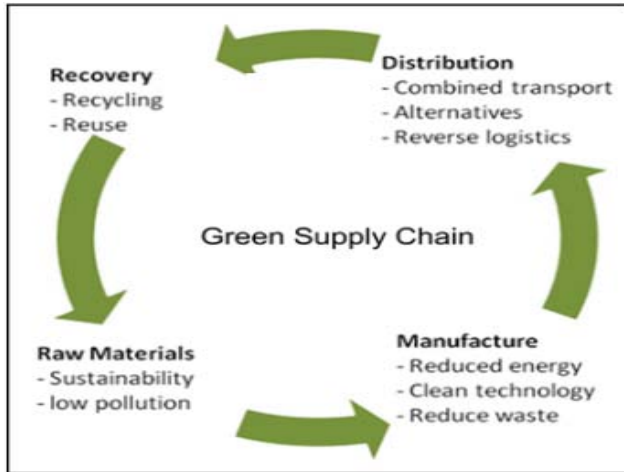 Recovery
- Recycling
- Reuse
Distribution
- Combined transport
- Alternatives
- Reverse logistics
Green Supply Chain
Raw Materials
- Sustainability
- low pollution
Manufacture
- Reduced energy
- Clean technology
- Reduce waste